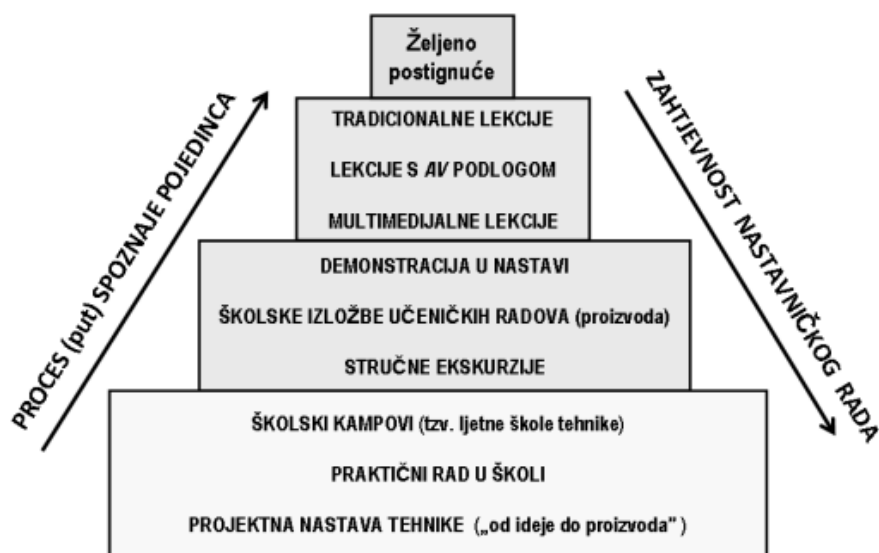 Željeno
postignuće
TRADICIONALNE LEKCIJE
LEKCIJE S AV PODLOGOM
MULTIMEDIJALNE LEKCIJE
DEMONSTRACIJA U NASTAVI
ŠKOLSKE IZLOŽBE UČENIČKIH RADOVA (proizvoda)
STRUČNE EKSKURZIJE
ŠKOLSKI KAMPOVI (tzv. ljetne škole tehnike)
PRAKTIČNI RAD U ŠKOLI
PROJEKTNA NASTAVA TEHNIKE („od ideje do proizvoda” )
PROCES (put) SPOZNAJE POJEDINCA
ZAHTJEVNOST NASTAVNIČKOG RADA